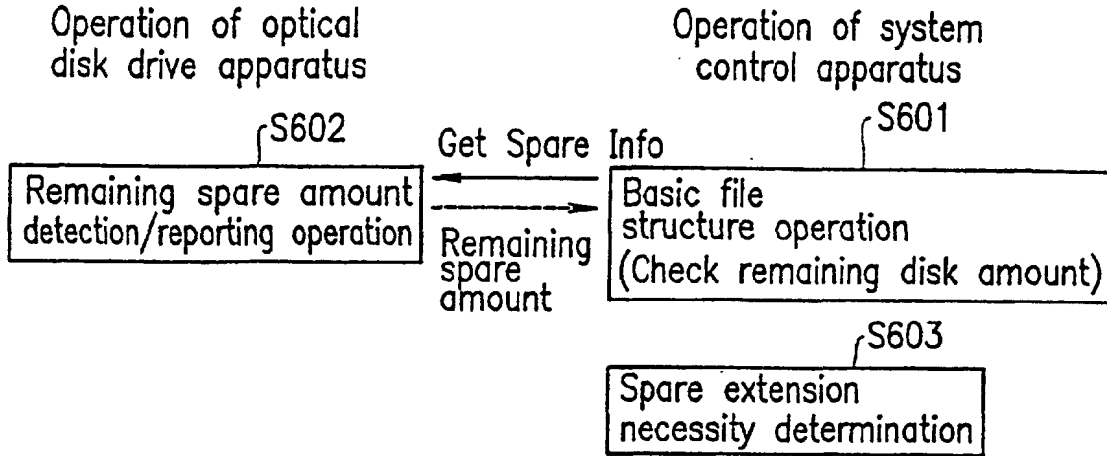 Operation of optical
disk drive apparatus
Operation of system
control apparatus
S602
S601
Get Spare Info
Remaining spare amount
detection/reporting operation
Remaining
spare
amount
Basic file
structure operation
(Check remaining disk amount)
S603
Spare extension
necessity determination